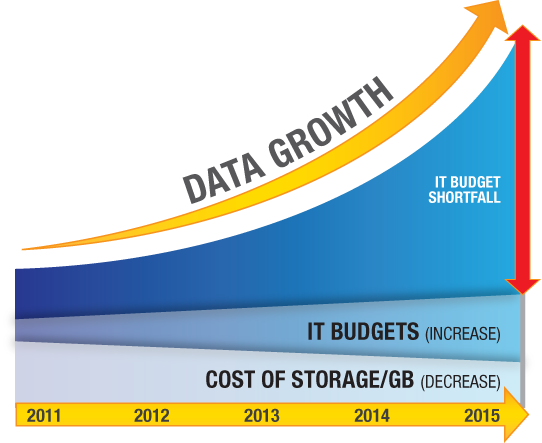 DATA GROWTH
IT BUDGET
SHORTFALL
IT BUDGETS (INCREASE)
COST OF STORAGE/GB (DECREASE)
2011 2012 2013 2014 2015